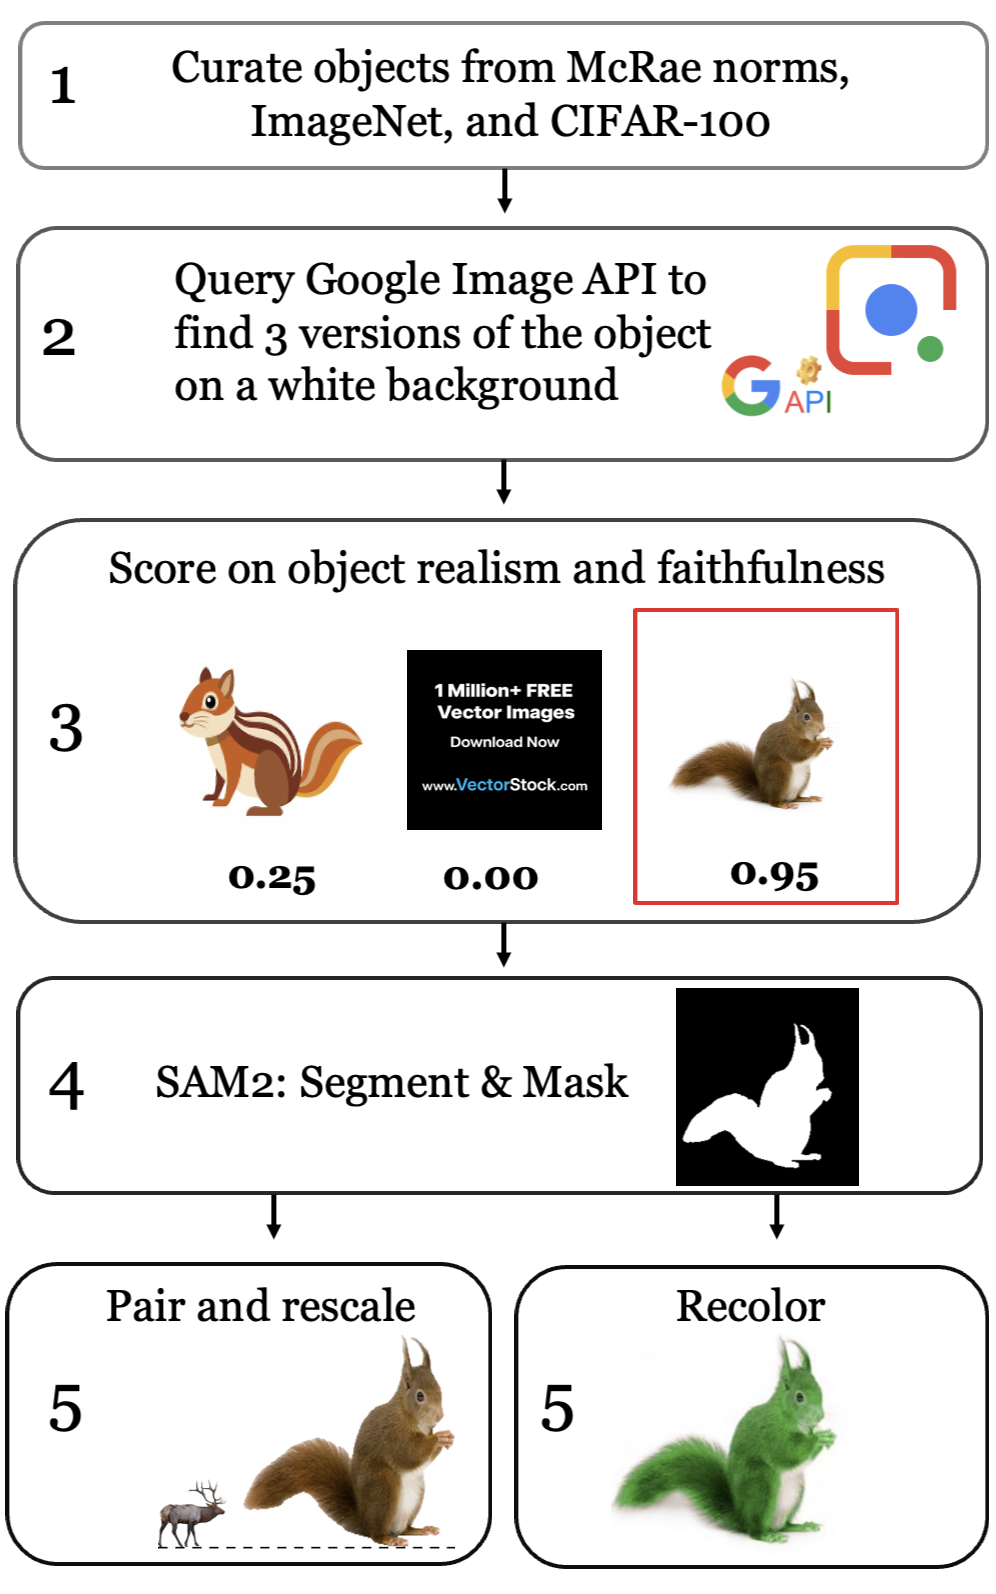 1
Curate objects from McRae norms,
ImageNet, and CIFAR-100
2
Query Google Image API to
find 3 versions of the object
on a white background
G API
3
Score on object realism and faithfulness
1 Million+ FREE
Vector Images
Download Now
www.VectorStock.com
0.25
0.00
0.95
4
SAM2: Segment & Mask
5
Pair and rescale
5
Recolor